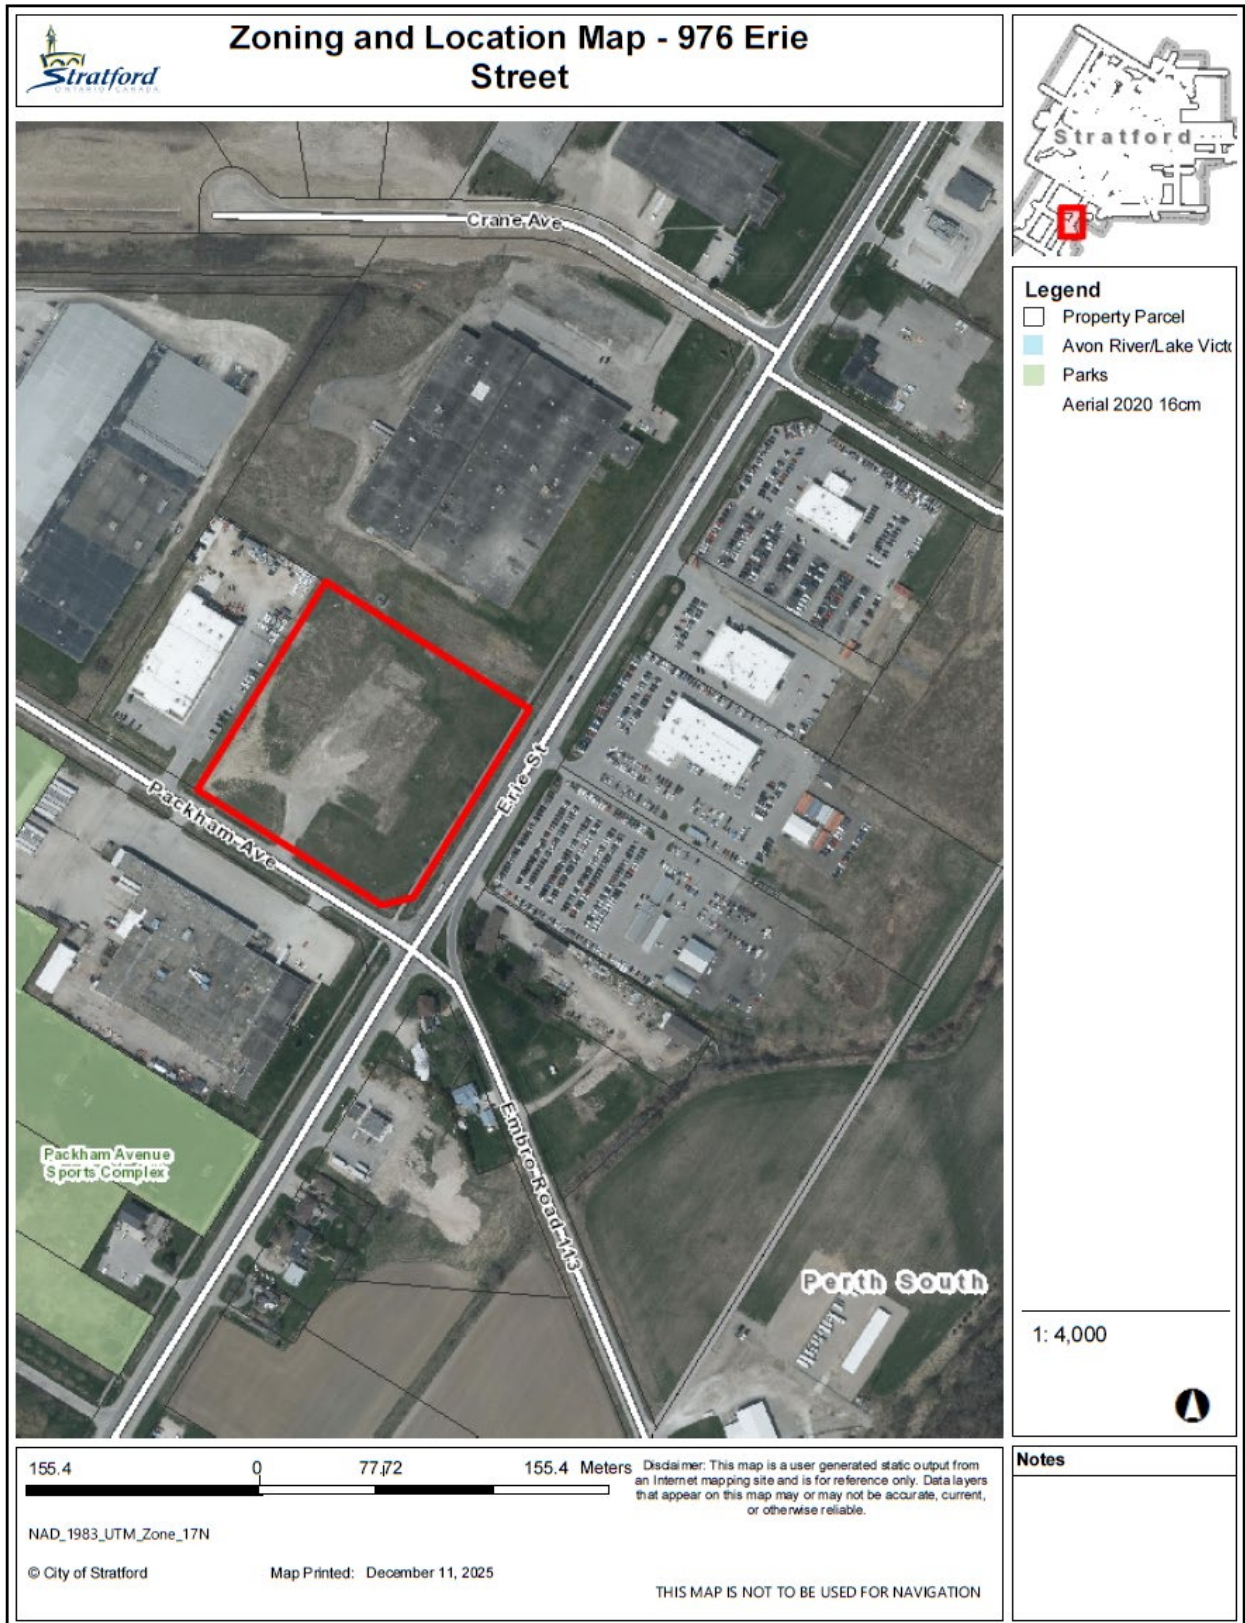 Stratford
ONTARIO CANADA
Zoning and Location Map - 976 Erie
Street
Stratford
Crane Ave
Erie St
Packham Ave
Embro Road 113
Packham Avenue
Sports Complex
Perth South
Legend
Property Parcel
Avon River/Lake Victo
Parks
Aerial 2020 16cm
1: 4,000
155.4 0 77.72 155.4 Meters
Disclaimer: This map is a user generated static output from
an Internet mapping site and is for reference only. Data layers
that appear on this map may or may not be accurate, current,
or otherwise reliable.
NAD_1983_UTM_Zone_17N
© City of Stratford
Map Printed: December 11, 2025
THIS MAP IS NOT TO BE USED FOR NAVIGATION
Notes